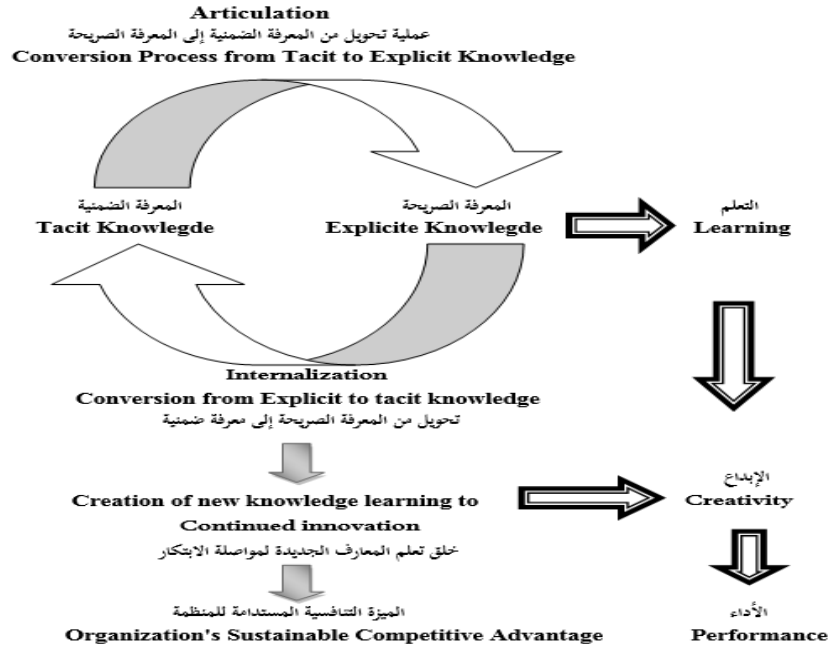 Articulation
عملية تحويل من المعرفة الضمنية إلى المعرفة الصريحة
Conversion Process from Tacit to Explicit Knowledge
المعرفة الضمنية
Tacit Knowlegde
المعرفة الصريحة
Explicite Knowlegde
التعلم
Learning
Internalization
Conversion from Explicit to tacit knowledge
تحويل من المعرفة الصريحة إلى معرفة ضمنية
Creation of new knowledge learning to
Continued innovation
خلق تعلم المعارف الجديدة لمواصلة الابتكار
الإبداع
Creativity
الميزة التنافسية المستدامة للمنظمة
Organization's Sustainable Competitive Advantage
الأداء
Performance